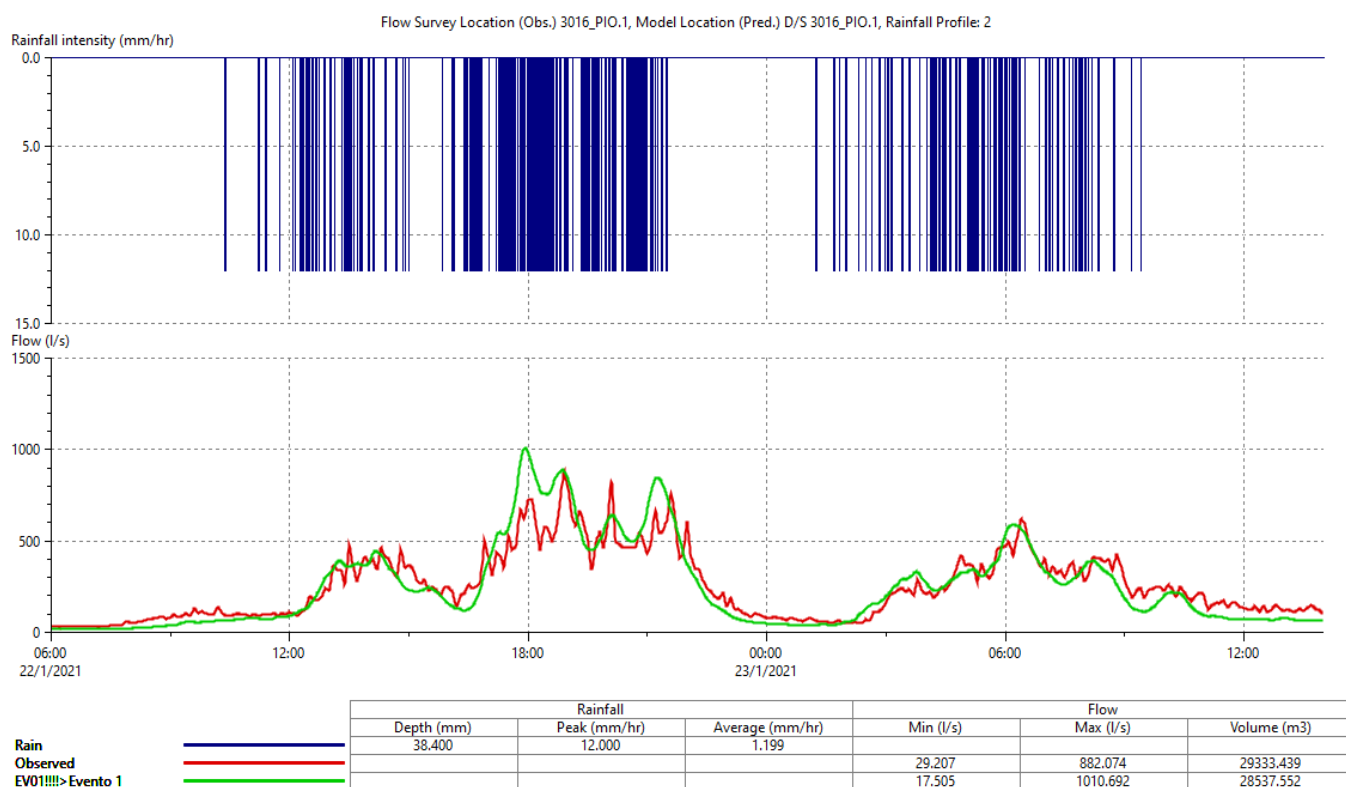 Flow Survey Location (Obs.) 3016_PIO.1, Model Location (Pred.) D/S 3016_PIO.1, Rainfall Profile: 2
Rainfall intensity (mm/hr)
0.0
5.0
10.0
15.0
Flow (l/s)
1500
1000
500
0
06:00 12:00 18:00 00:00 06:00 12:00
22/1/2021 23/1/2021
Rainfall Flow
Depth (mm) Peak (mm/hr) Average (mm/hr) Min (l/s) Max (l/s) Volume (m3)
Rain 38.400 12.000 1.199
Observed 29.207 882.074 29333.439
EV01!!!!>Evento 1 17.505 1010.692 28537.552